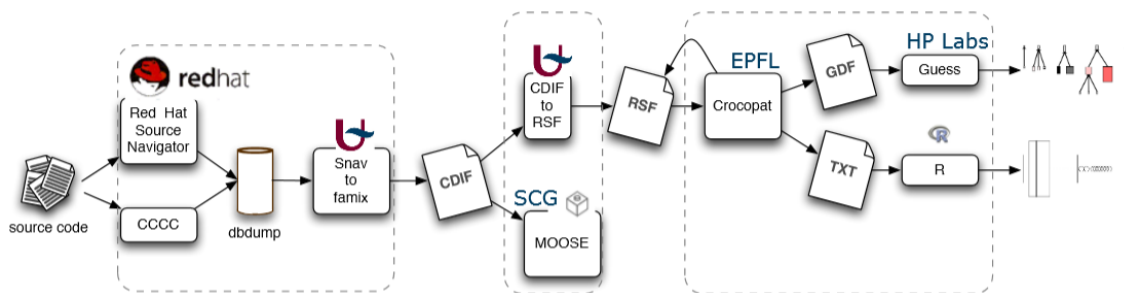 redhat
Red Hat
Source
Navigator
source code
CCCC
dbdump
Snav
to
famix
CDIF
CDIF
to
RSF
SCG
MOOSE
RSF
EPFL
Crocopat
GDF
HP Labs
Guess
TXT
R
R